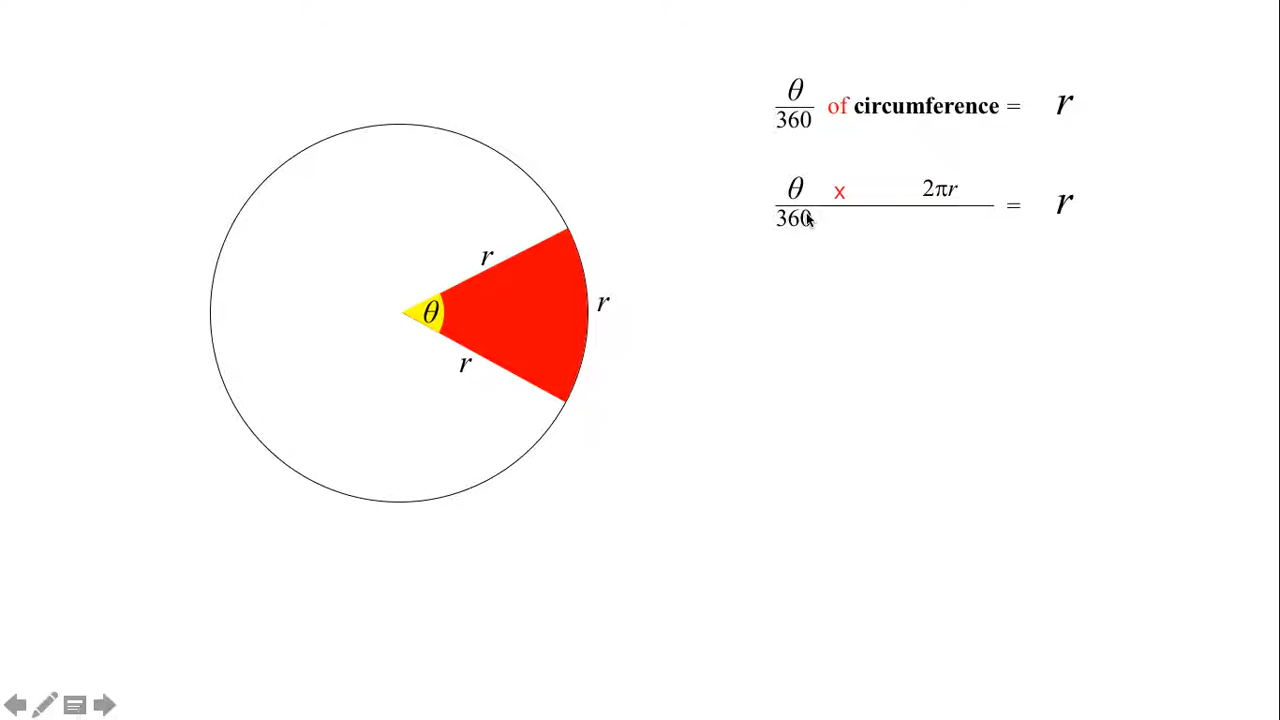 θ/360 of circumference = r
θ x 2πr / 360 = r
r
θ
r
r